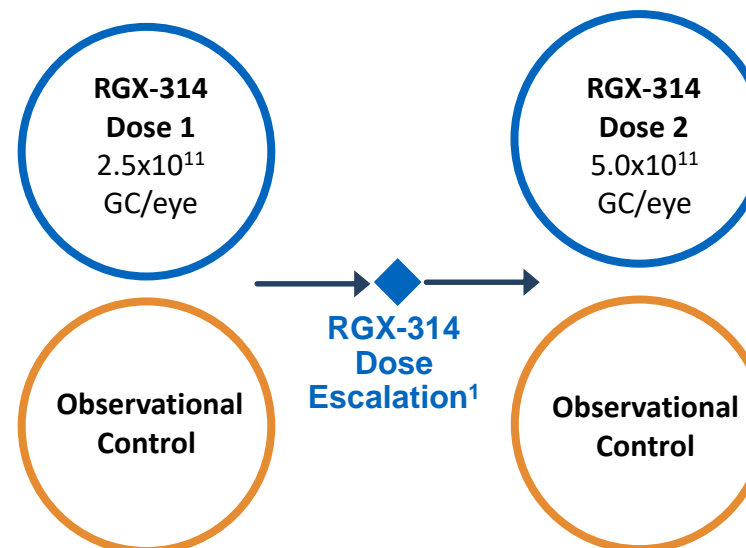 RGX-314
Dose 1
2.5x10¹¹
GC/eye
Observational
Control
RGX-314
Dose
Escalation¹
RGX-314
Dose 2
5.0x10¹¹
GC/eye
Observational
Control